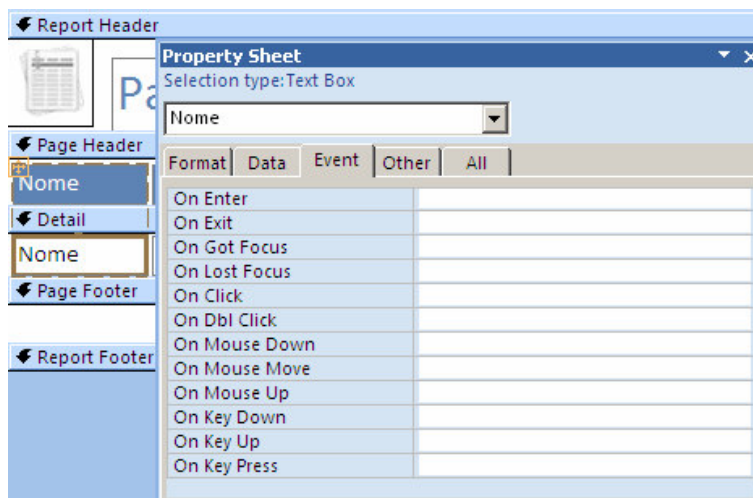 Report Header
Pa
Page Header
Nome
Detail
Nome
Page Footer
Report Footer
Property Sheet
Selection type:Text Box
Nome
Format Data Event Other All
On Enter
On Exit
On Got Focus
On Lost Focus
On Click
On Dbl Click
On Mouse Down
On Mouse Move
On Mouse Up
On Key Down
On Key Up
On Key Press